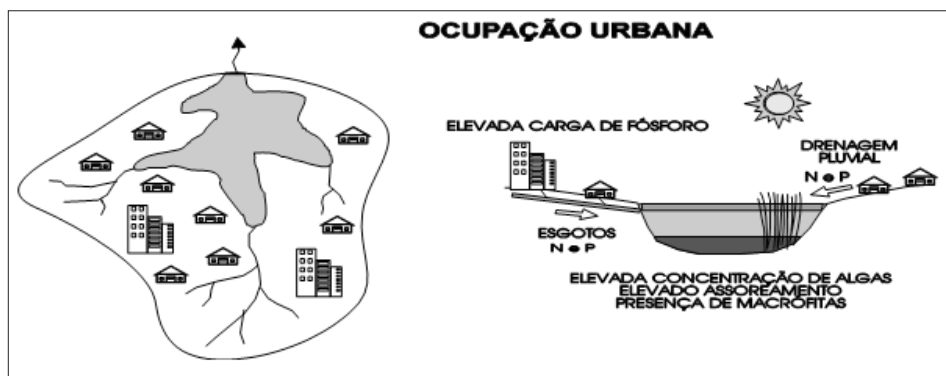 OCUPAÇÃO URBANA
ELEVADA CARGA DE FÓSFORO
DRENAGEM
PLUVIAL
N e P
ESGOTOS
N e P
ELEVADA CONCENTRAÇÃO DE ALGAS
ELEVADO ASSOREAMENTO
PRESENÇA DE MACRÓFITAS